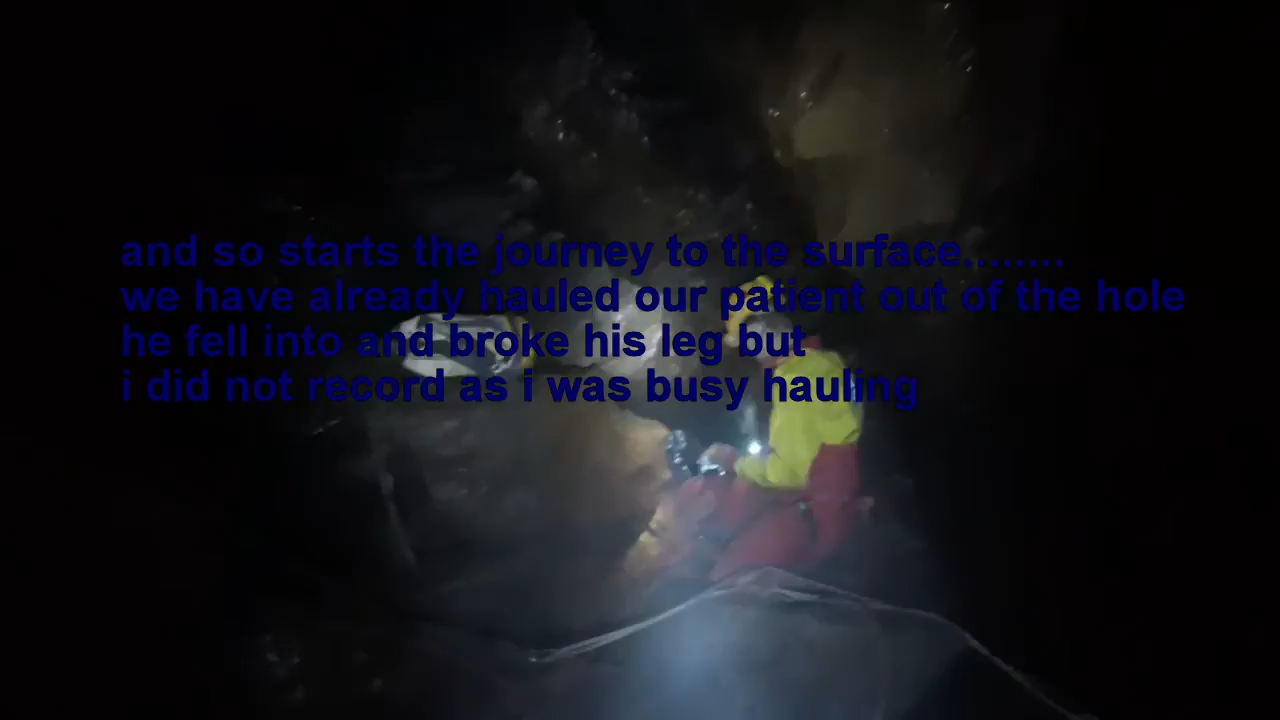 and so starts the journey to the surface........
we have already hauled our patient out of the hole
he fell into and broke his leg but
i did not record as i was busy hauling